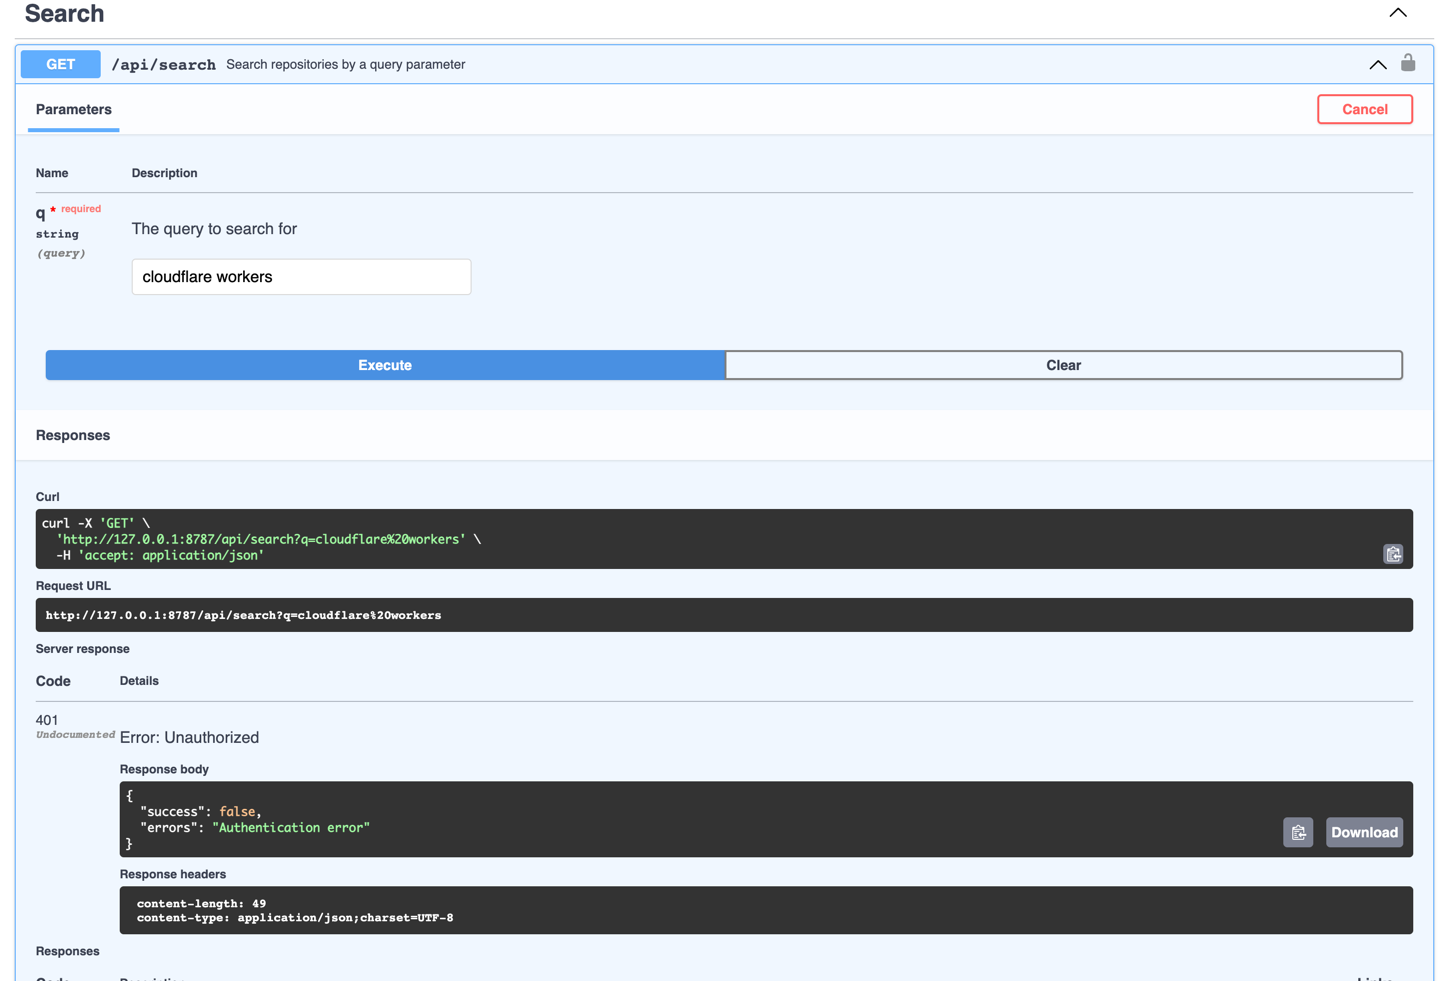 Search
GET /api/search Search repositories by a query parameter
Parameters
Cancel
Name Description
q * required
string
(query)
The query to search for
cloudflare workers
Execute Clear
Responses
Curl
curl -X 'GET' \
'http://127.0.0.1:8787/api/search?q=cloudflare%20workers' \
-H 'accept: application/json'
Request URL
http://127.0.0.1:8787/api/search?q=cloudflare%20workers
Server response
Code Details
401
Undocumented
Error: Unauthorized
Response body
{
"success": false,
"errors": "Authentication error"
}
Download
Response headers
content-length: 49
content-type: application/json;charset=UTF-8
Responses